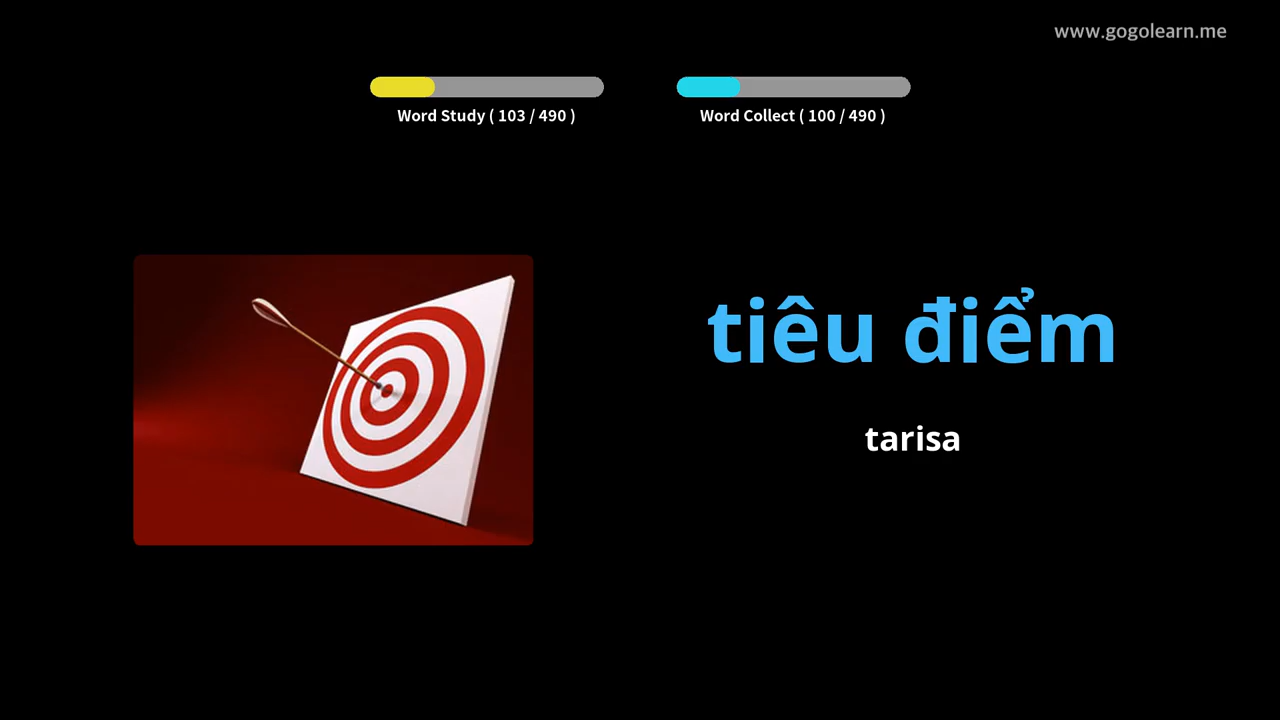 www.gogolearn.me
Word Study ( 103 / 490 )
Word Collect ( 100 / 490 )
tiêu điểm
tarisa